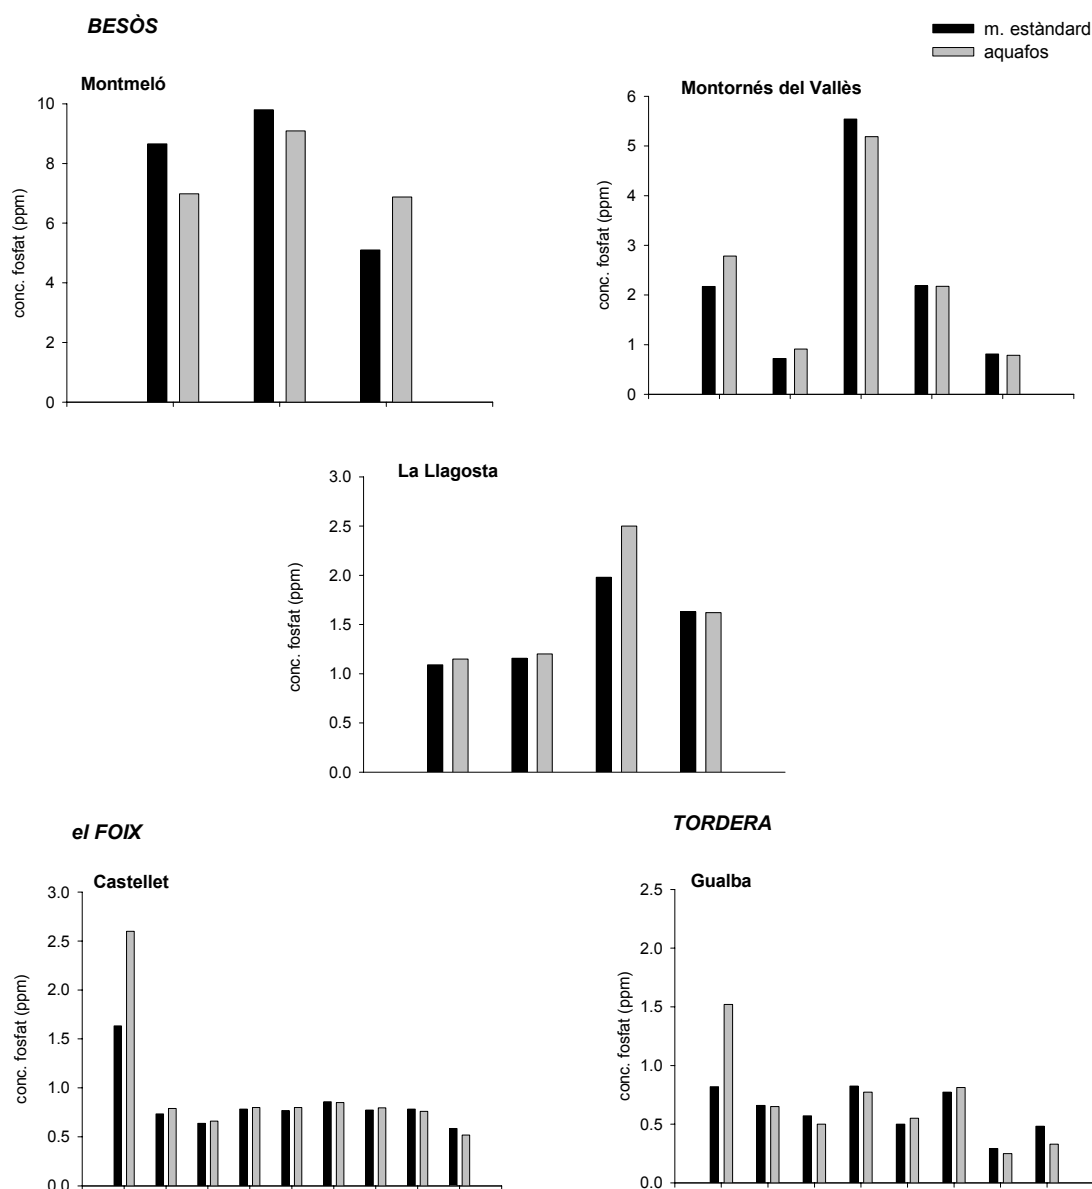 BESÒS
m. estàndard
aquafos
Montmeló
conc. fosfat (ppm)
10
8
6
4
2
0
Montornés del Vallès
conc. fosfat (ppm)
6
5
4
3
2
1
0
La Llagosta
conc. fosfat (ppm)
3.0
2.5
2.0
1.5
1.0
0.5
0.0
el FOIX
TORDERA
Castellet
conc. fosfat (ppm)
3.0
2.5
2.0
1.5
1.0
0.5
0.0
Gualba
conc. fosfat (ppm)
2.5
2.0
1.5
1.0
0.5
0.0